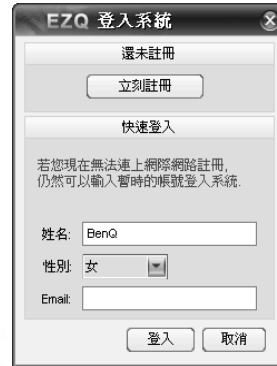 EZQ 登入系統
還未註冊
立刻註冊
快速登入
若您現在無法連上網際網路註冊,
仍然可以輸入暫時的帳號登入系統.
姓名: BenQ
性別: 女
Email:
登入 取消